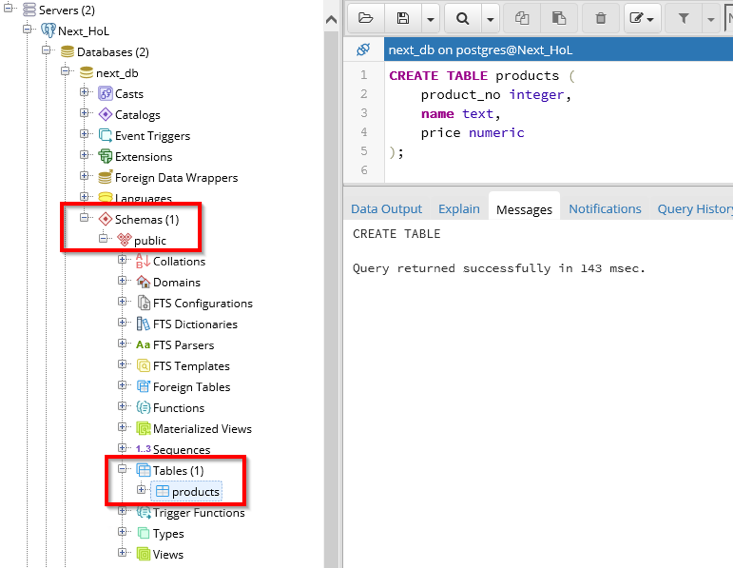 Servers (2)
Next_HoL
Databases (2)
next_db
Casts
Catalogs
Event Triggers
Extensions
Foreign Data Wrappers
Languages
Schemas (1)
public
Collations
Domains
FTS Configurations
FTS Dictionaries
Aa FTS Parsers
FTS Templates
Foreign Tables
Functions
Materialized Views
1..3 Sequences
Tables (1)
products
Trigger Functions
Types
Views
next_db on postgres@Next_HoL
1 CREATE TABLE products (
2 product_no integer,
3 name text,
4 price numeric
5 );
6
Data Output Explain Messages Notifications Query History
CREATE TABLE
Query returned successfully in 143 msec.